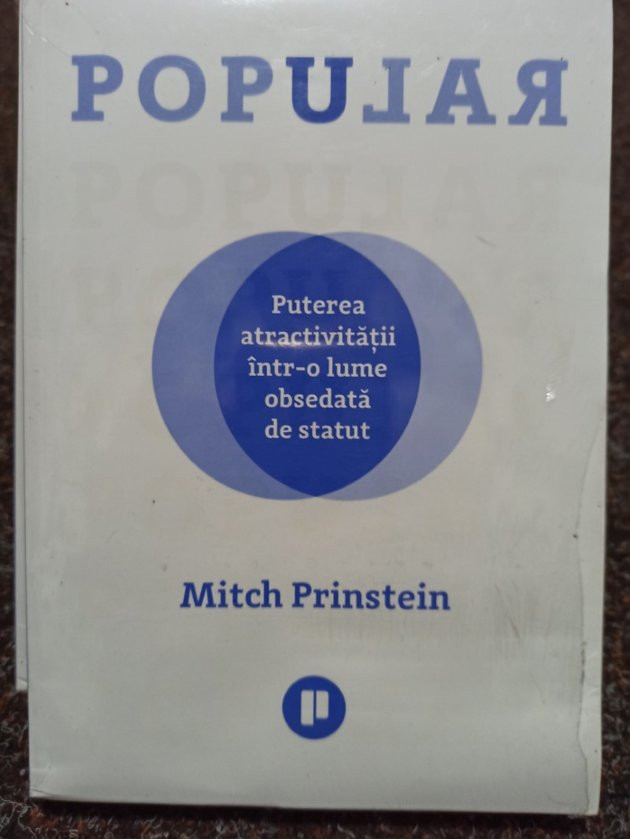 POPULAR
Puterea
atractivității
într-o lume
obsedată
de statut
Mitch Prinstein